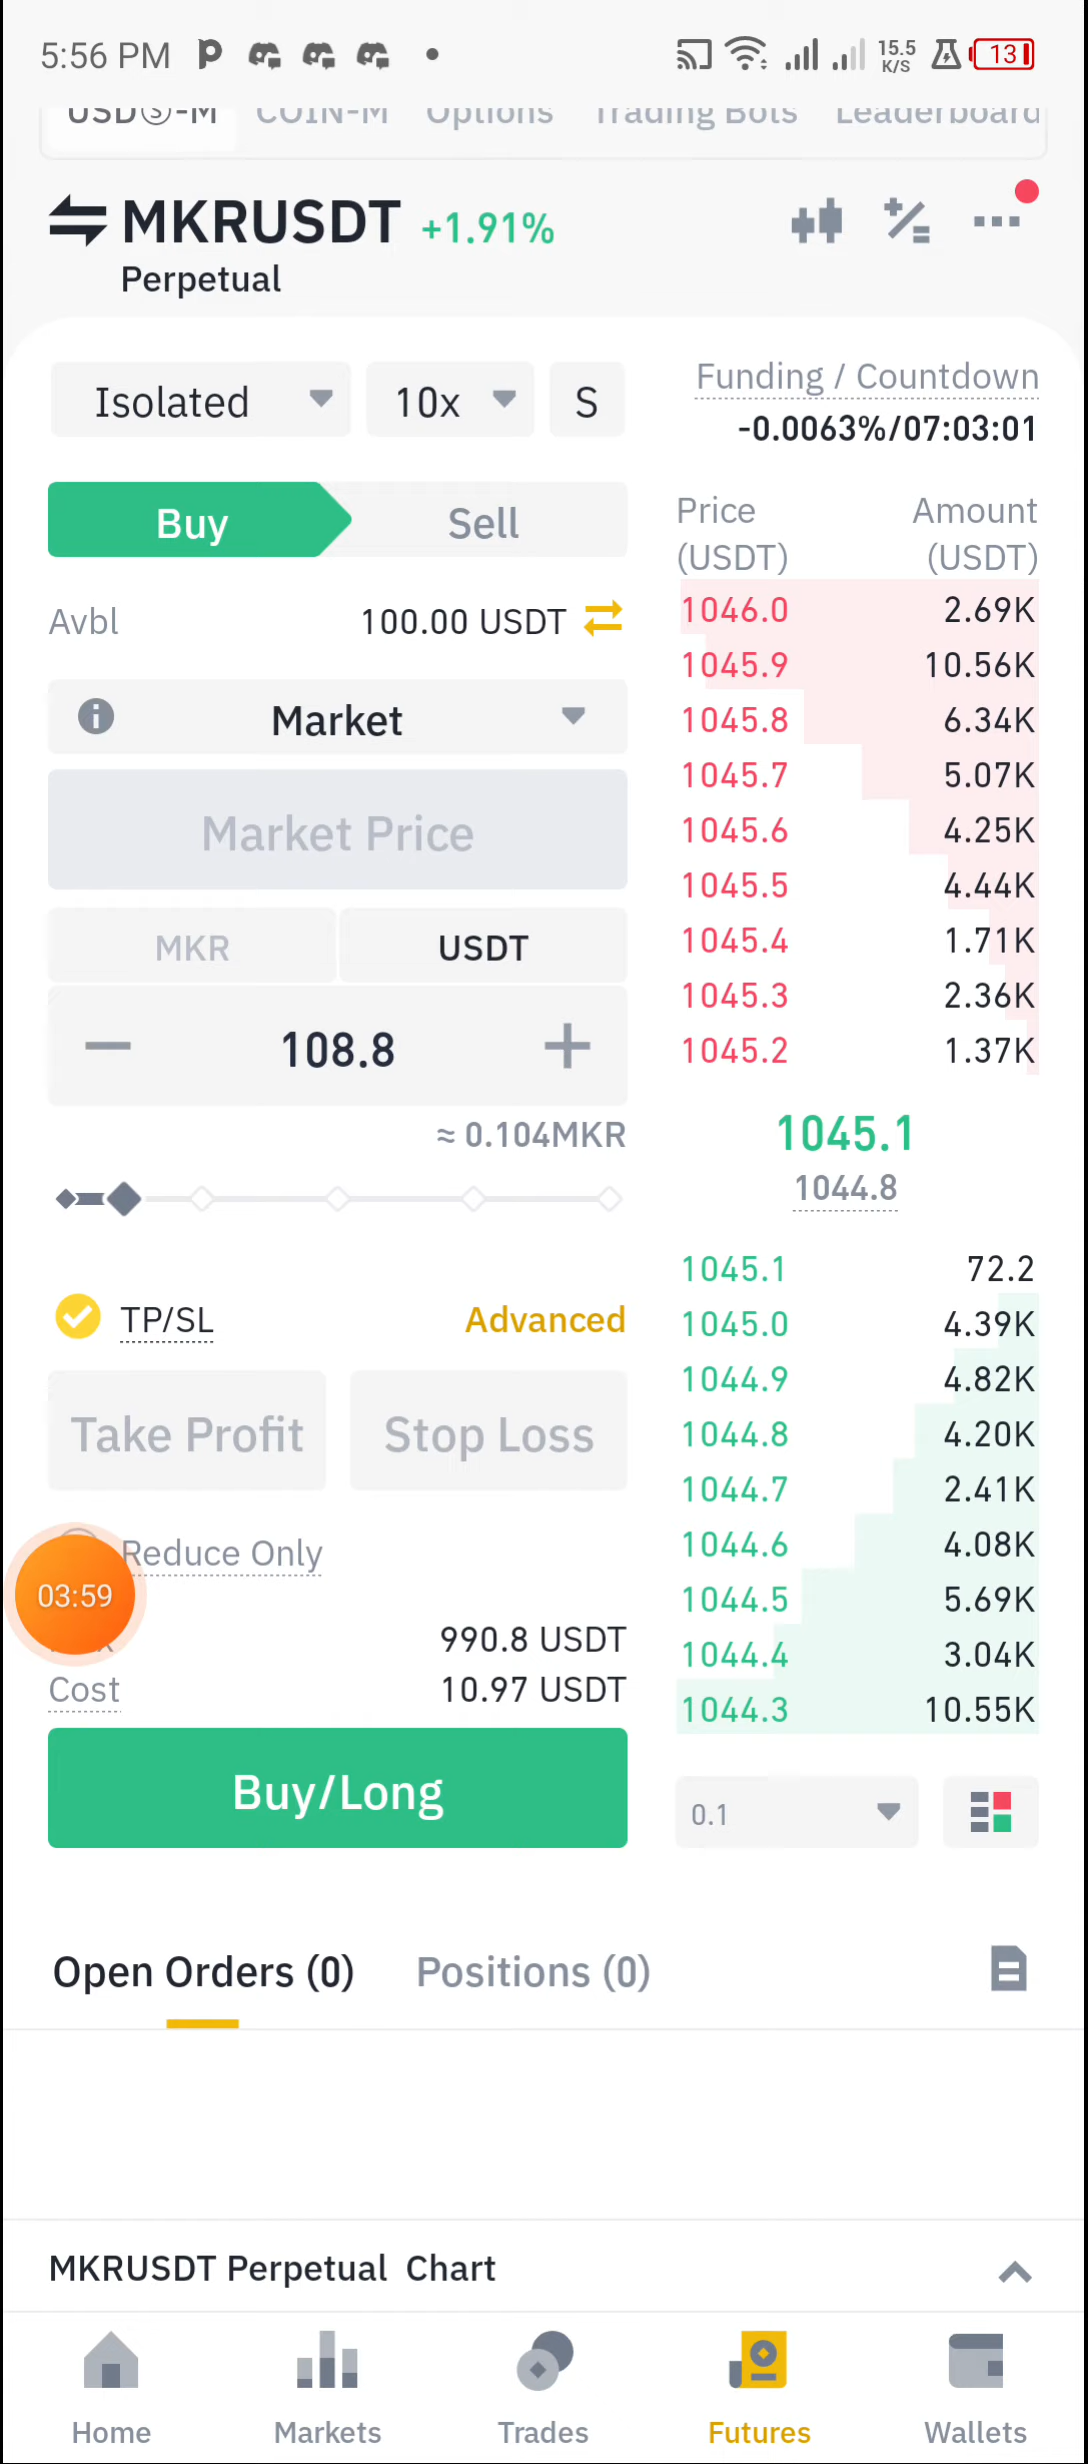 5:56 PM
15.5
K/S
13
USDⓈ-M COIN-M Options Trading Bots Leaderboard
MKRUSDT +1.91%
Perpetual
Isolated 10x S
Funding / Countdown
-0.0063%/07:03:01
Buy Sell
Price Amount
(USDT) (USDT)
Avbl 100.00 USDT
Market
Market Price
MKR USDT
108.8
≈ 0.104MKR
TP/SL Advanced
Take Profit Stop Loss
Reduce Only
03:59
990.8 USDT
Cost 10.97 USDT
Buy/Long
1046.0 2.69K
1045.9 10.56K
1045.8 6.34K
1045.7 5.07K
1045.6 4.25K
1045.5 4.44K
1045.4 1.71K
1045.3 2.36K
1045.2 1.37K
1045.1
1044.8
1045.1 72.2
1045.0 4.39K
1044.9 4.82K
1044.8 4.20K
1044.7 2.41K
1044.6 4.08K
1044.5 5.69K
1044.4 3.04K
1044.3 10.55K
0.1
Open Orders (0) Positions (0)
MKRUSDT Perpetual Chart
Home Markets Trades Futures Wallets